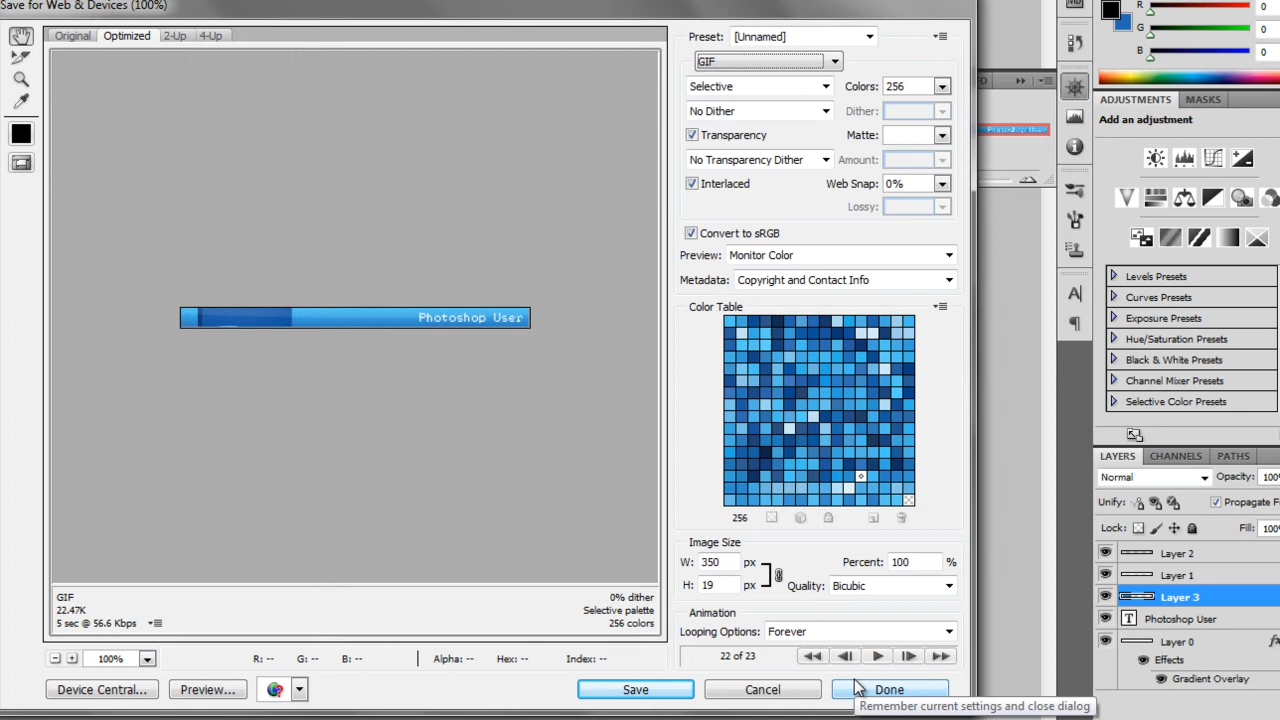 Save for Web & Devices (100%)
Original Optimized 2-Up 4-Up
Preset: [Unnamed]
GIF
Selective Colors: 256
No Dither Dither:
Transparency Matte:
No Transparency Dither Amount:
Interlaced Web Snap: 0%
Lossy:
Convert to sRGB
Preview: Monitor Color
Metadata: Copyright and Contact Info
Color Table
256
Image Size
W: 350 px Percent: 100 %
H: 19 px Quality: Bicubic
Animation
Looping Options: Forever
22 of 23
Photoshop User
GIF 0% dither
22.47K Selective palette
5 sec @ 56.6 Kbps 256 colors
100% R: -- G: -- B: -- Alpha: -- Hex: -- Index: --
Device Central... Preview... Save Cancel Done
Remember current settings and close dialog
Photoshop User
R 0
G 0
B 0
ADJUSTMENTS MASKS
Add an adjustment
Levels Presets
Curves Presets
Exposure Presets
Hue/Saturation Presets
Black & White Presets
Channel Mixer Presets
Selective Color Presets
LAYERS CHANNELS PATHS
Normal Opacity: 100
Unify: Propagate F
Lock: Fill: 100
Layer 2
Layer 1
Layer 3
T Photoshop User
Layer 0 fx
Effects
Gradient Overlay